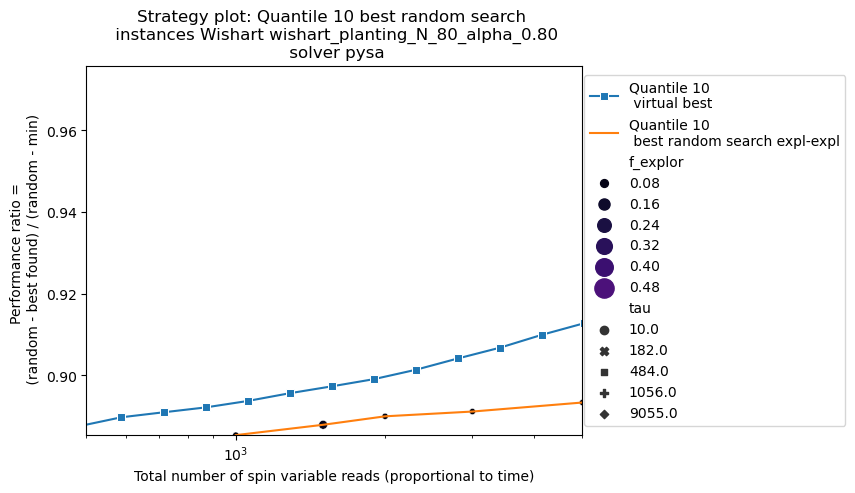 Strategy plot: Quantile 10 best random search
instances Wishart wishart_planting_N_80_alpha_0.80
solver pysa
Performance ratio =
(random - best found) / (random - min)
0.96
0.94
0.92
0.90
10^3
Total number of spin variable reads (proportional to time)
Quantile 10
virtual best
Quantile 10
best random search expl-expl
f_explor
0.08
0.16
0.24
0.32
0.40
0.48
tau
10.0
182.0
484.0
1056.0
9055.0